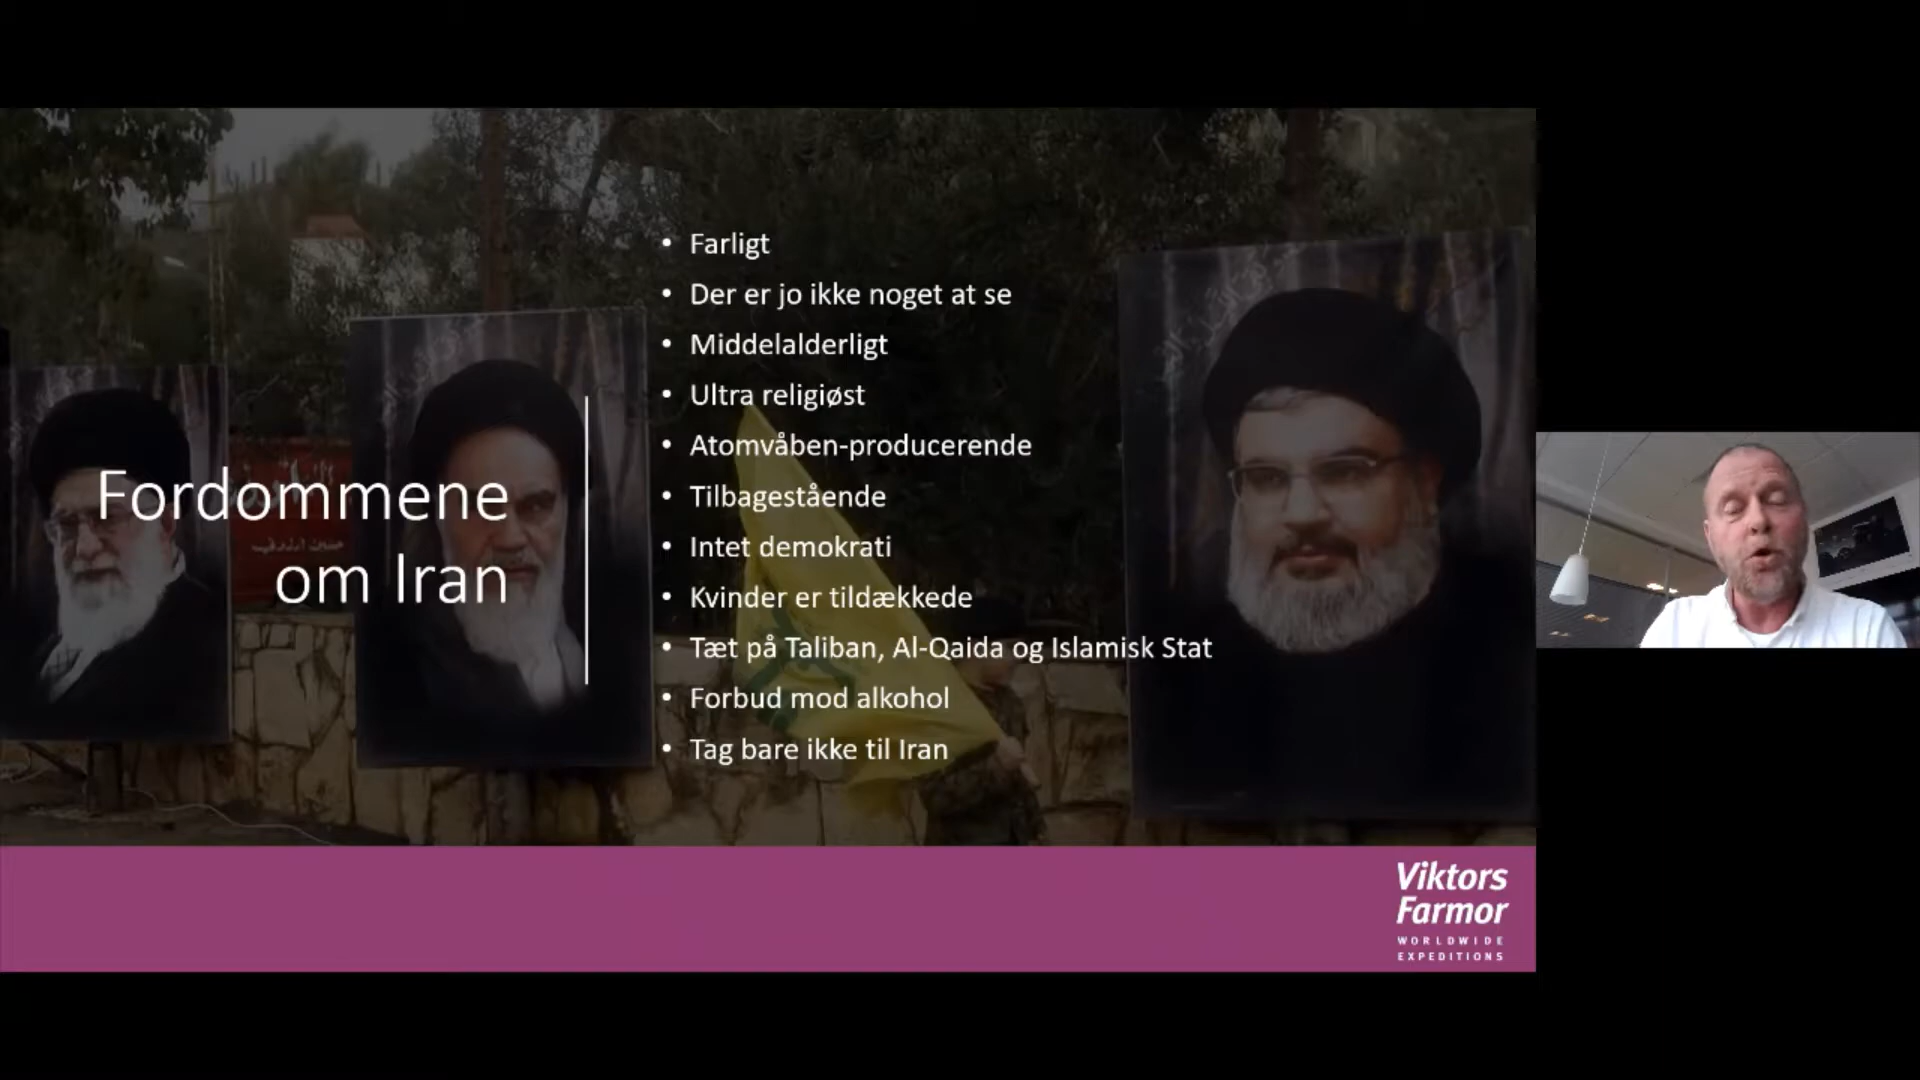 Fordommene
om Iran
• Farligt
• Der er jo ikke noget at se
• Middelalderligt
• Ultra religiøst
• Atomvåben-producerende
• Tilbagestående
• Intet demokrati
• Kvinder er tildækkede
• Tæt på Taliban, Al-Qaida og Islamisk Stat
• Forbud mod alkohol
• Tag bare ikke til Iran
Viktors
Farmor
WORLDWIDE
EXPEDITIONS